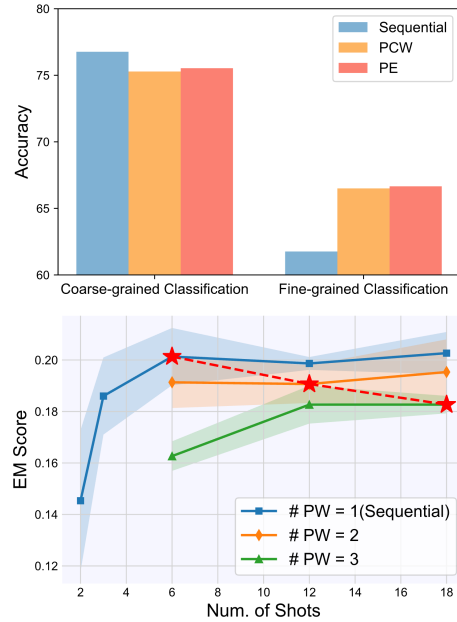 80
75
70
65
60
Accuracy
Sequential
PCW
PE
Coarse-grained Classification
Fine-grained Classification
0.20
0.18
0.16
0.14
0.12
EM Score
# PW = 1(Sequential)
# PW = 2
# PW = 3
2 4 6 8 10 12 14 16 18
Num. of Shots